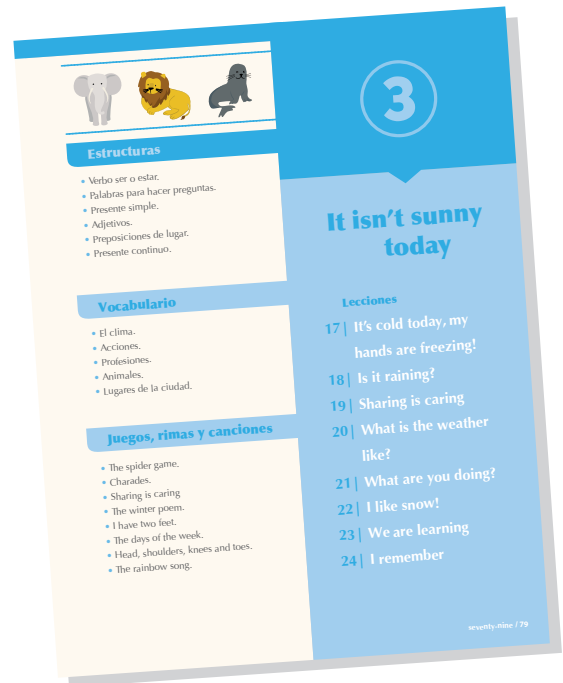 Estructuras
• Verbo ser o estar.
• Palabras para hacer preguntas.
• Presente simple.
• Adjetivos.
• Preposiciones de lugar.
• Presente continuo.
Vocabulario
• El clima.
• Acciones.
• Profesiones.
• Animales.
• Lugares de la ciudad.
Juegos, rimas y canciones
• The spider game.
• Charades.
• Sharing is caring
• The winter poem.
• I have two feet.
• The days of the week.
• Head, shoulders, knees and toes.
• The rainbow song.
3
It isn't sunny
today
Lecciones
17| It's cold today, my
hands are freezing!
18| Is it raining?
19| Sharing is caring
20| What is the weather
like?
21| What are you doing?
22| I like snow!
23| We are learning
24| I remember
seventy-nine / 79